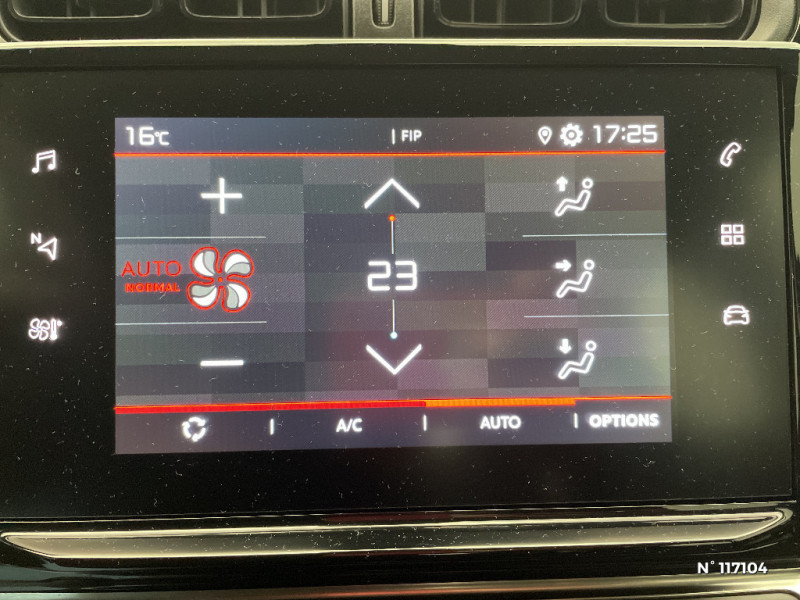 16°C
| FIP
17:25
N
AUTO
NORMAL
23
A/C
AUTO
OPTIONS
N°117104